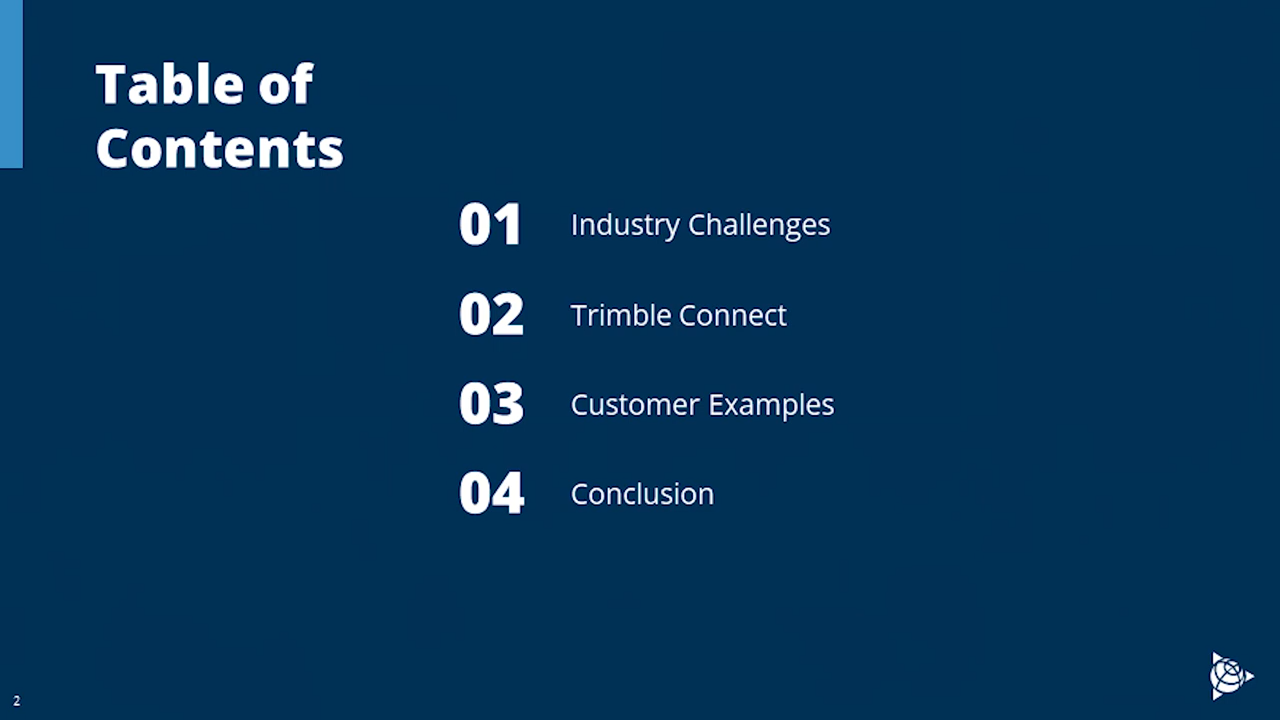 Table of
Contents
01 Industry Challenges
02 Trimble Connect
03 Customer Examples
04 Conclusion
2